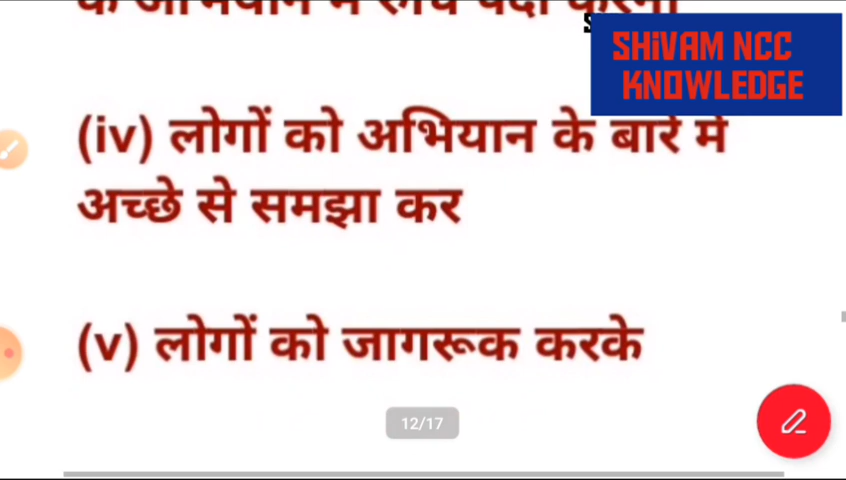 SHiVAM NCC
KNOWLEDGE
(iv) लोगों को अभियान के बारे में
अच्छे से समझा कर
(v) लोगों को जागरूक करके
12/17